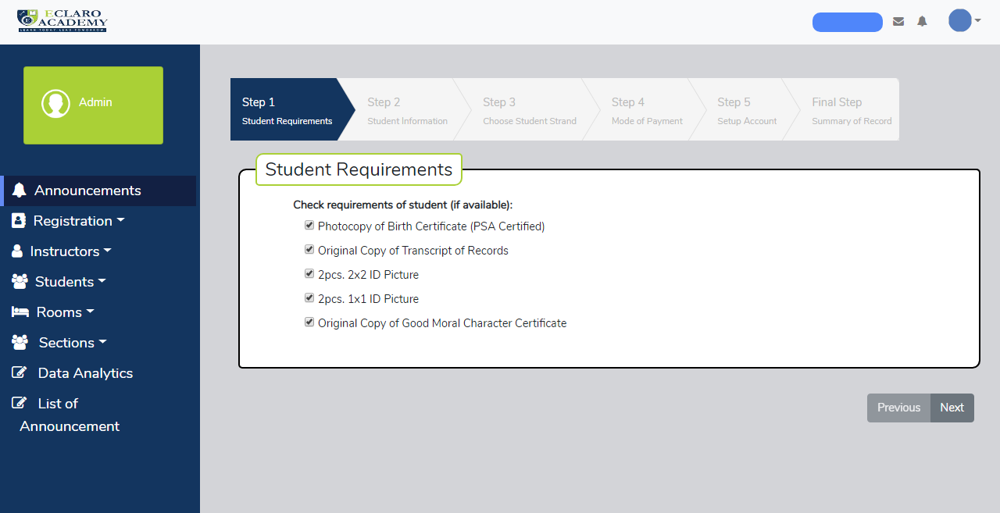 ECLARO
ACADEMY
LEARN TODAY LEAD TOMORROW.
Admin
Announcements
Registration
Instructors
Students
Rooms
Sections
Data Analytics
List of
Announcement
Step 1
Student Requirements
Step 2
Student Information
Step 3
Choose Student Strand
Step 4
Mode of Payment
Step 5
Setup Account
Final Step
Summary of Record
Student Requirements
Check requirements of student (if available):
Photocopy of Birth Certificate (PSA Certified)
Original Copy of Transcript of Records
2pcs. 2x2 ID Picture
2pcs. 1x1 ID Picture
Original Copy of Good Moral Character Certificate
Previous
Next